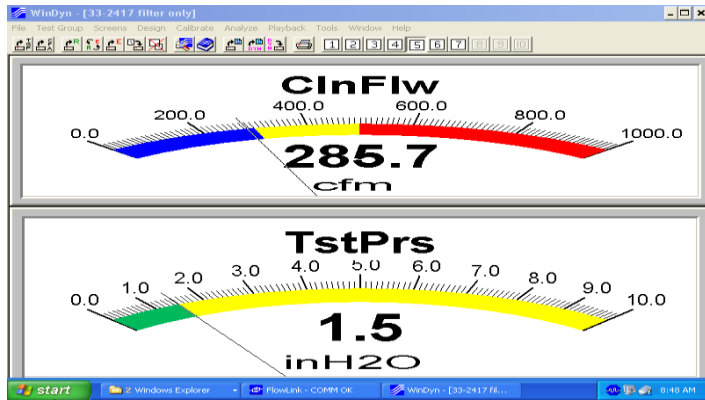 WinDyn - [33-2417 filter only]
File Test Group Screens Design Calibrate Analyze Playback Tools Window Help
1 2 3 4 5 6 7 8 9 10
ClnFlw
0.0 200.0 400.0 600.0 800.0 1000.0
285.7
cfm
TstPrs
0.0 1.0 2.0 3.0 4.0 5.0 6.0 7.0 8.0 9.0 10.0
1.5
inH2O
start 2 Windows Explorer FlowLink - COMM OK WinDyn - [33-2417 fil... 8:48 AM